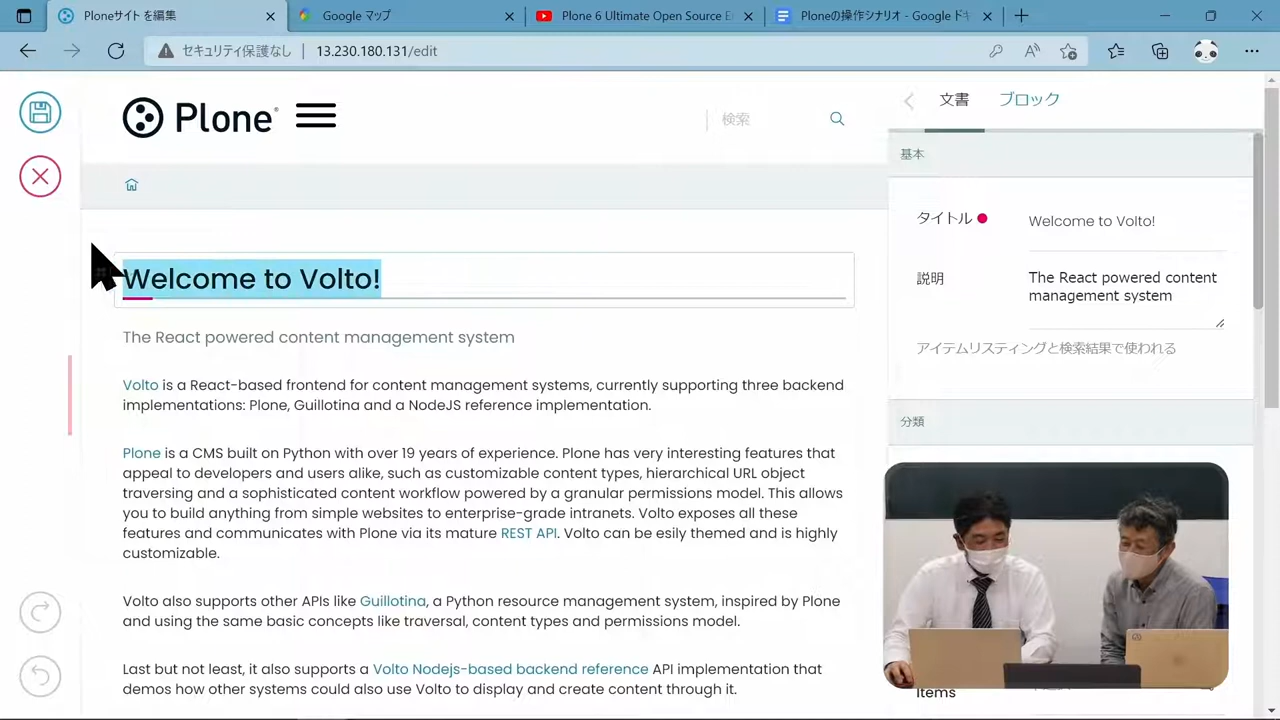 Ploneサイト を編集
Google マップ
Plone 6 Ultimate Open Source E
Ploneの操作シナリオ - Google ドキ
セキュリティ保護なし
13.230.180.131/edit
Plone
検索
文書
ブロック
基本
タイトル
Welcome to Volto!
説明
The React powered content
management system
アイテムリスティングと検索結果で使われる
分類
Items
Welcome to Volto!
The React powered content management system
Volto is a React-based frontend for content management systems, currently supporting three backend
implementations: Plone, Guillotina and a NodeJS reference implementation.
Plone is a CMS built on Python with over 19 years of experience. Plone has very interesting features that
appeal to developers and users alike, such as customizable content types, hierarchical URL object
traversing and a sophisticated content workflow powered by a granular permissions model. This allows
you to build anything from simple websites to enterprise-grade intranets. Volto exposes all these
features and communicates with Plone via its mature REST API. Volto can be esily themed and is highly
customizable.
Volto also supports other APIs like Guillotina, a Python resource management system, inspired by Plone
and using the same basic concepts like traversal, content types and permissions model.
Last but not least, it also supports a Volto Nodejs-based backend reference API implementation that
demos how other systems could also use Volto to display and create content through it.